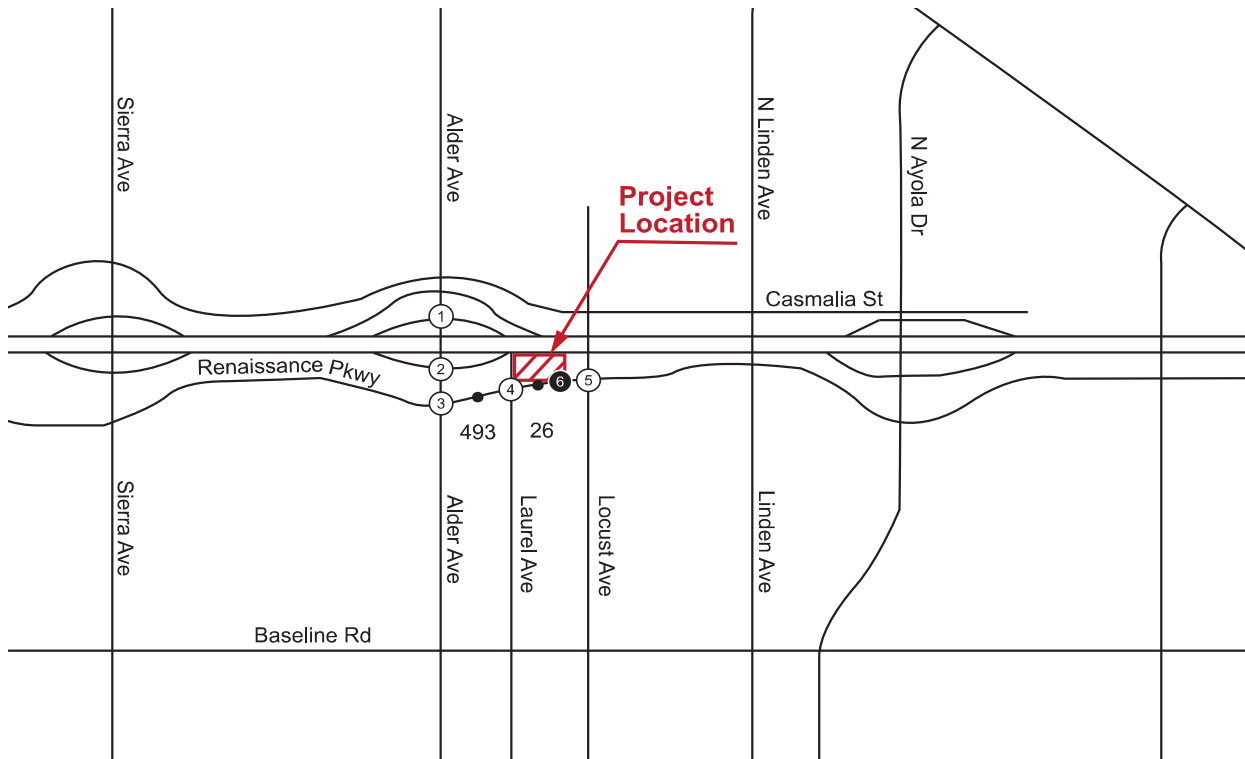 Sierra Ave
Alder Ave
N Linden Ave
N Ayola Dr
Project
Location
Casmalia St
1
2
Renaissance Pkwy
3
4
6
5
493
26
Sierra Ave
Alder Ave
Laurel Ave
Locust Ave
Linden Ave
Baseline Rd